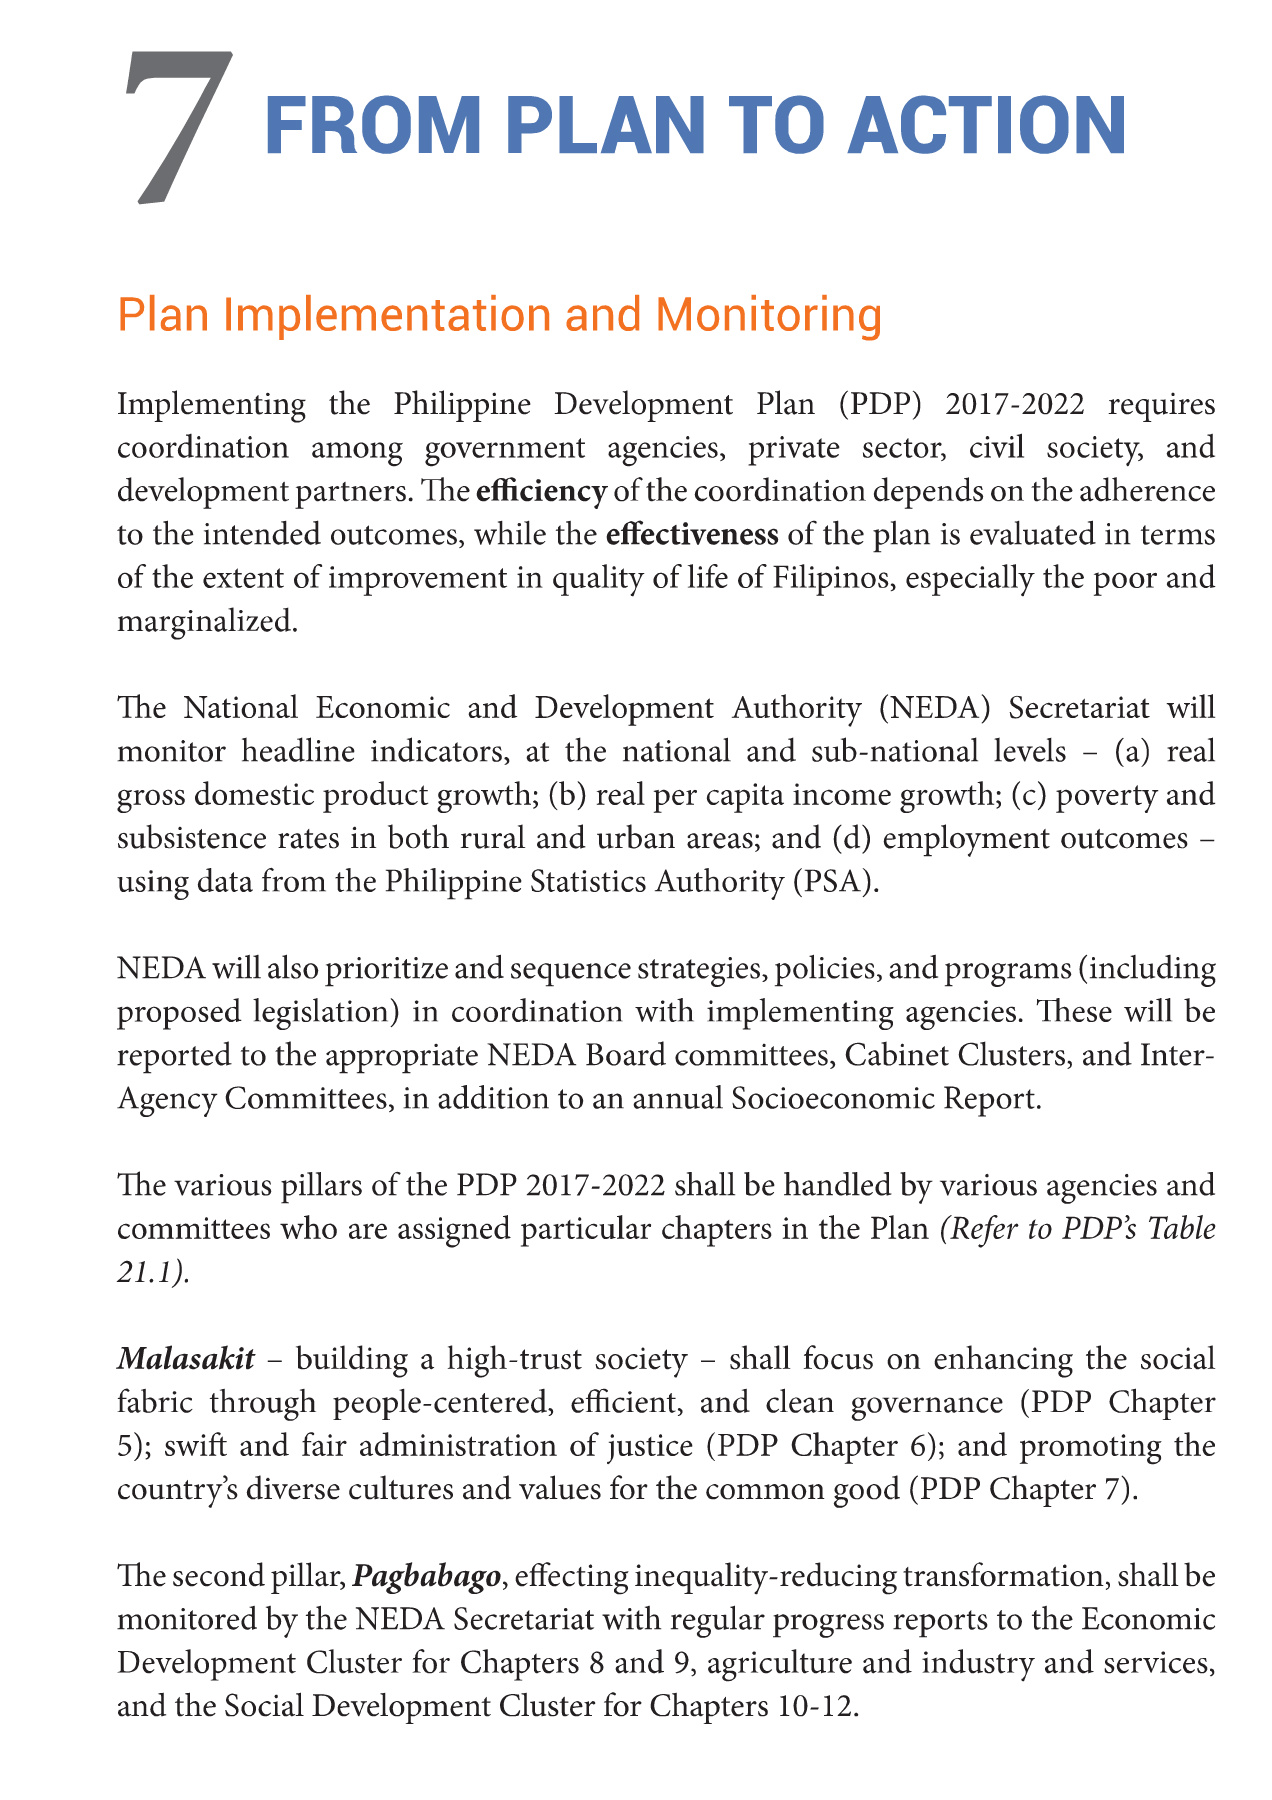 7 FROM PLAN TO ACTION
Plan Implementation and Monitoring
Implementing the Philippine Development Plan (PDP) 2017-2022 requires
coordination among government agencies, private sector, civil society, and
development partners. The efficiency of the coordination depends on the adherence
to the intended outcomes, while the effectiveness of the plan is evaluated in terms
of the extent of improvement in quality of life of Filipinos, especially the poor and
marginalized.
The National Economic and Development Authority (NEDA) Secretariat will
monitor headline indicators, at the national and sub-national levels – (a) real
gross domestic product growth; (b) real per capita income growth; (c) poverty and
subsistence rates in both rural and urban areas; and (d) employment outcomes –
using data from the Philippine Statistics Authority (PSA).
NEDA will also prioritize and sequence strategies, policies, and programs (including
proposed legislation) in coordination with implementing agencies. These will be
reported to the appropriate NEDA Board committees, Cabinet Clusters, and Inter-
Agency Committees, in addition to an annual Socioeconomic Report.
The various pillars of the PDP 2017-2022 shall be handled by various agencies and
committees who are assigned particular chapters in the Plan (Refer to PDP’s Table
21.1).
Malasakit – building a high-trust society – shall focus on enhancing the social
fabric through people-centered, efficient, and clean governance (PDP Chapter
5); swift and fair administration of justice (PDP Chapter 6); and promoting the
country’s diverse cultures and values for the common good (PDP Chapter 7).
The second pillar, Pagbabago, effecting inequality-reducing transformation, shall be
monitored by the NEDA Secretariat with regular progress reports to the Economic
Development Cluster for Chapters 8 and 9, agriculture and industry and services,
and the Social Development Cluster for Chapters 10-12.